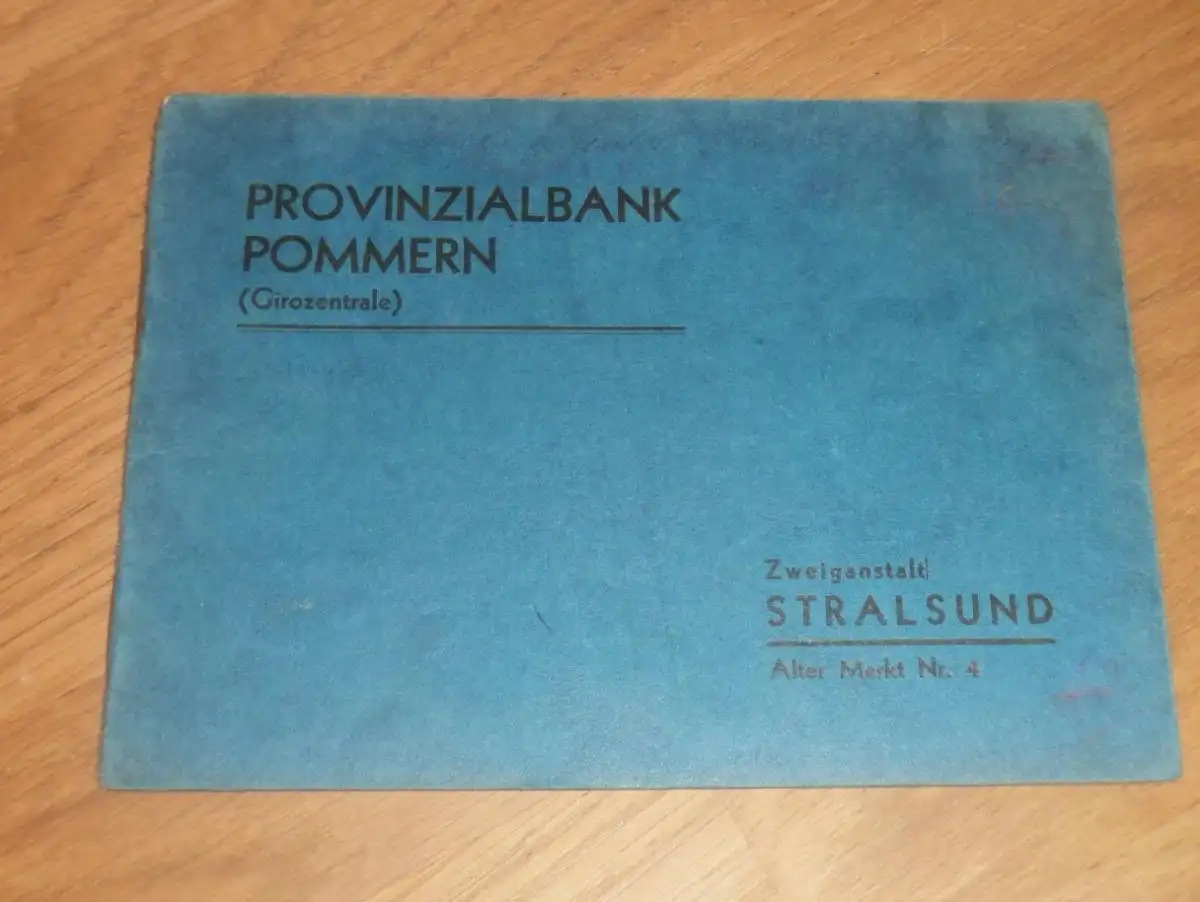 PROVINZIALBANK
POMMERN
(Girozentrale)
Zweiganstalt
STRALSUND
Alter Markt Nr. 4